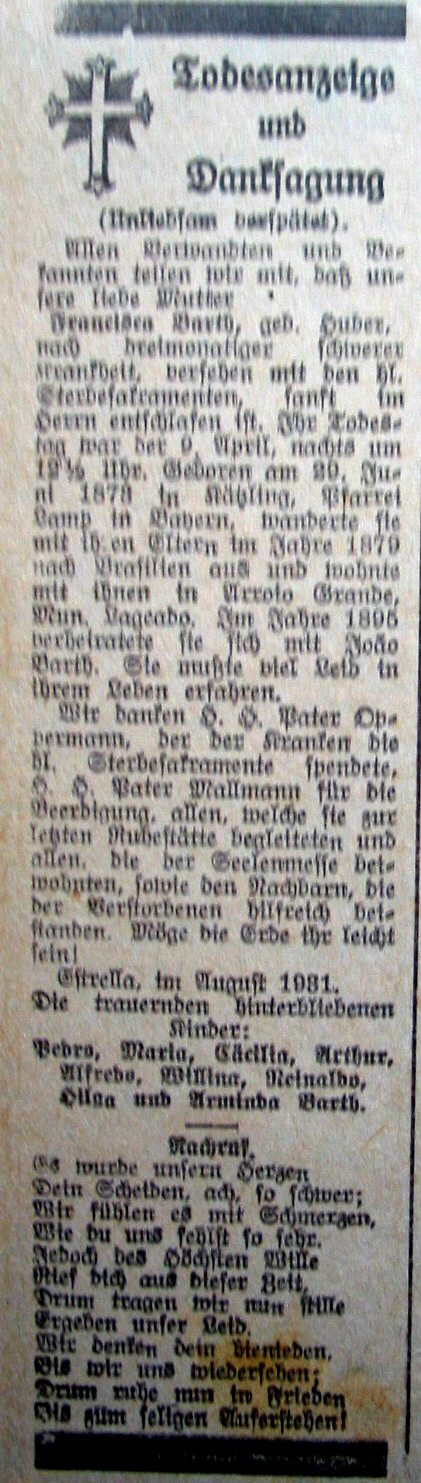 Todesanzeige
und
Danksagung
(Unliebsam verspätet).
Allen Verwandten und Be-
kannten teilen wir mit, daß un-
sere liebe Mutter
Francisca Barth, geb. Huber,
nach dreimonatiger schwerer
Krankheit, versehen mit den hl.
Sterbesakramenten, sanft im
Herrn entschlafen ist. Ihr Todes-
tag war der 9. April, nachts um
12½ Uhr. Geboren am 29. Ju-
ni 1873 in Pfarrei
Lamp in Bayern, wanderte sie
mit ihren Eltern im Jahre 1879
nach Brasilien aus und wohnte
mit ihnen in Arroio Grande,
Mun. Lageado. Im Jahre 1895
verheiratete sie sich mit João
Barth. Sie mußte viel Leid in
ihrem Leben erfahren.
Wir danken H. H. Pater Op-
permann, der der Kranken die
hl. Sterbesakramente spendete,
H. H. Pater Mallmann für die
Beerdigung, allen, welche sie zur
letzten Ruhestätte begleiteten und
allen, die der Seelenmesse bei-
wohnten, sowie den Nachbarn, die
der Verstorbenen hilfreich bei-
standen. Möge die Erde ihr leicht
sein!
Estrella, im August 1931.
Die trauernden hinterbliebenen
Kinder:
Pedro, Maria, Cäcilia, Arthur,
Alfredo, Willina, Reinaldo,
Hilga und Arminda Barth.
Nachruf.
Es wurde unsern Herzen
Dein Scheiden, ach, so schwer;
Wir fühlen es mit Schmerzen,
Wie du uns fehlst so sehr.
Jedoch des Höchsten Wille
Rief dich aus dieser Zeit,
Drum tragen wir nun stille
Ergeben unser Leid.
Wir denken dein hienieden,
Bis wir uns wiedersehen;
Drum ruhe nun in Frieden
Bis zum seligen Auferstehen!